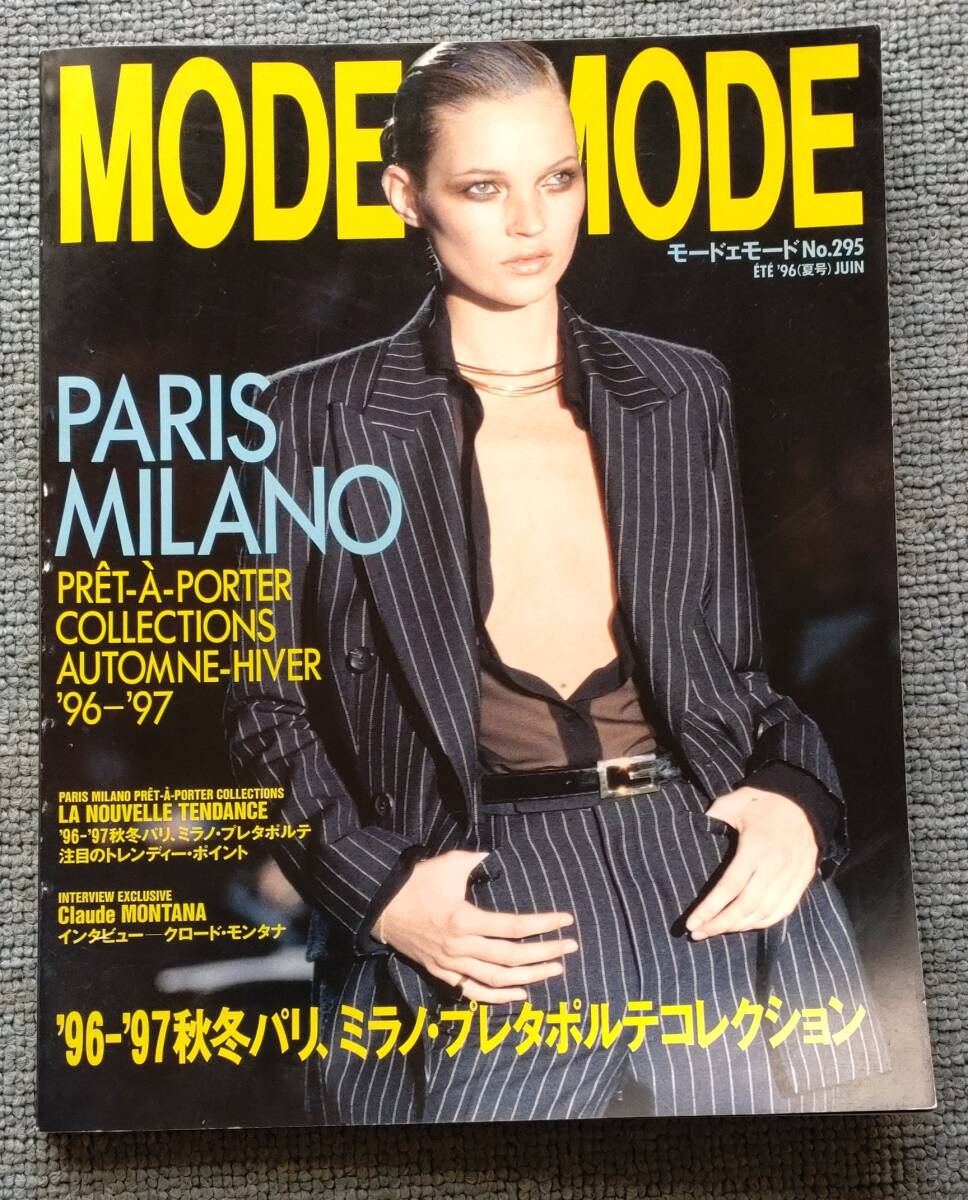 MODE MODE
モードェモード No.295
ÉTÉ '96(夏号) JUIN
PARIS
MILANO
PRÊT-À-PORTER
COLLECTIONS
AUTOMNE-HIVER
'96–'97
PARIS MILANO PRÊT-À-PORTER COLLECTIONS
LA NOUVELLE TENDANCE
'96-'97秋冬パリ、ミラノ・プレタポルテ
注目のトレンディー・ポイント
INTERVIEW EXCLUSIVE
Claude MONTANA
インタビュー―クロード・モンタナ
'96-'97秋冬パリ、ミラノ・プレタポルテコレクション